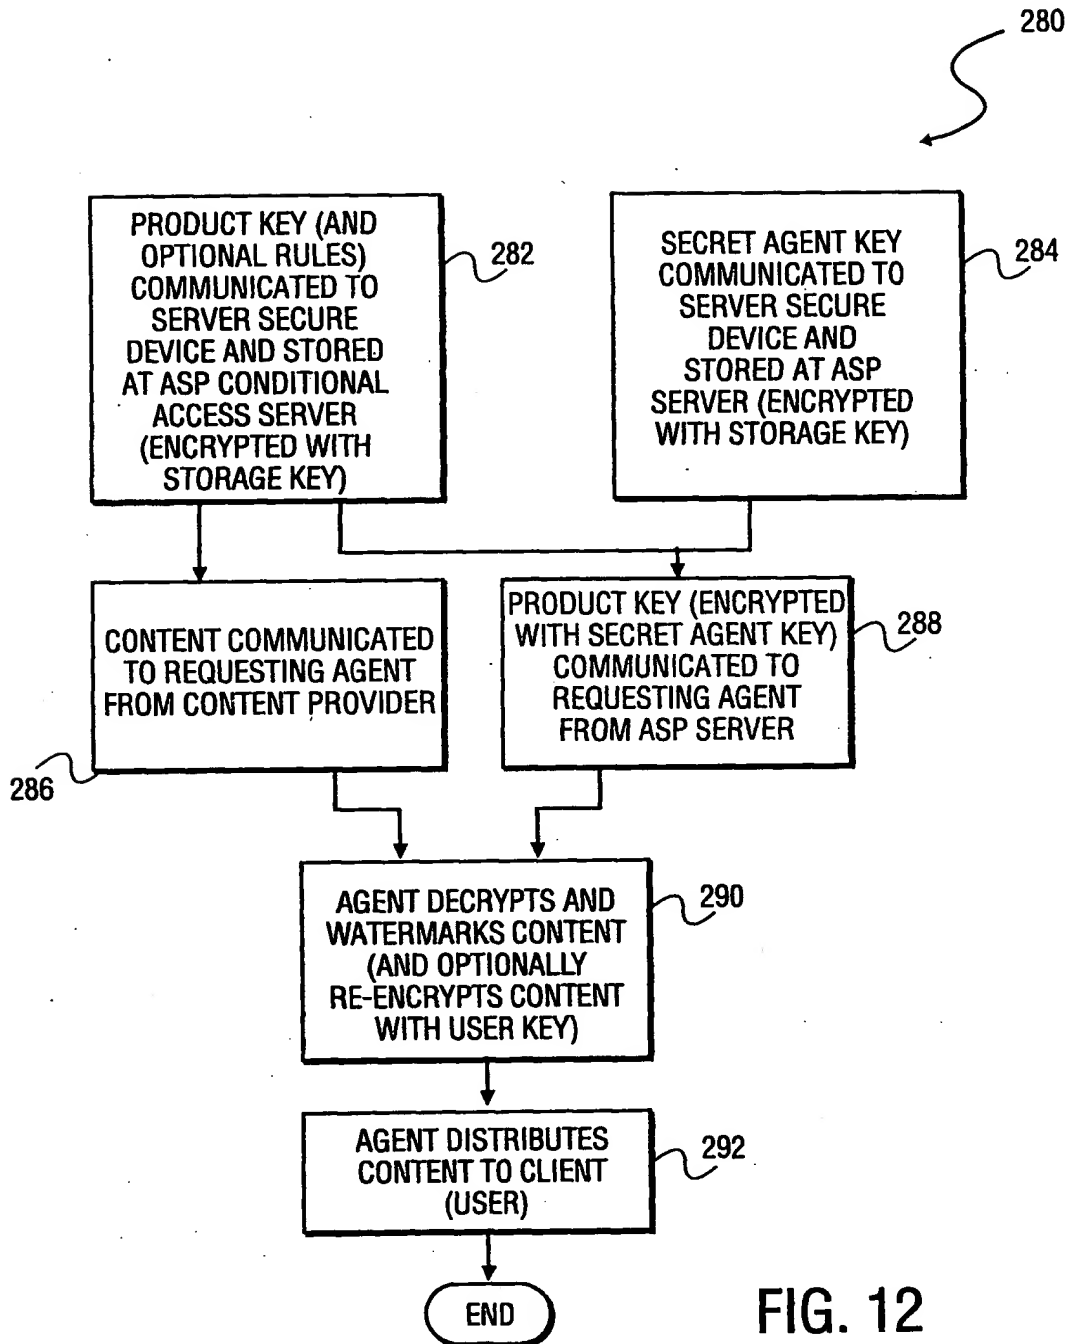 280
PRODUCT KEY (AND
OPTIONAL RULES)
COMMUNICATED TO
SERVER SECURE
DEVICE AND STORED
AT ASP CONDITIONAL
ACCESS SERVER
(ENCRYPTED WITH
STORAGE KEY)
282
SECRET AGENT KEY
COMMUNICATED TO
SERVER SECURE
DEVICE AND
STORED AT ASP
SERVER (ENCRYPTED
WITH STORAGE KEY)
284
CONTENT COMMUNICATED
TO REQUESTING AGENT
FROM CONTENT PROVIDER
286
PRODUCT KEY (ENCRYPTED
WITH SECRET AGENT KEY)
COMMUNICATED TO
REQUESTING AGENT
FROM ASP SERVER
288
AGENT DECRYPTS AND
WATERMARKS CONTENT
(AND OPTIONALLY
RE-ENCRYPTS CONTENT
WITH USER KEY)
290
AGENT DISTRIBUTES
CONTENT TO CLIENT
(USER)
292
END
FIG. 12